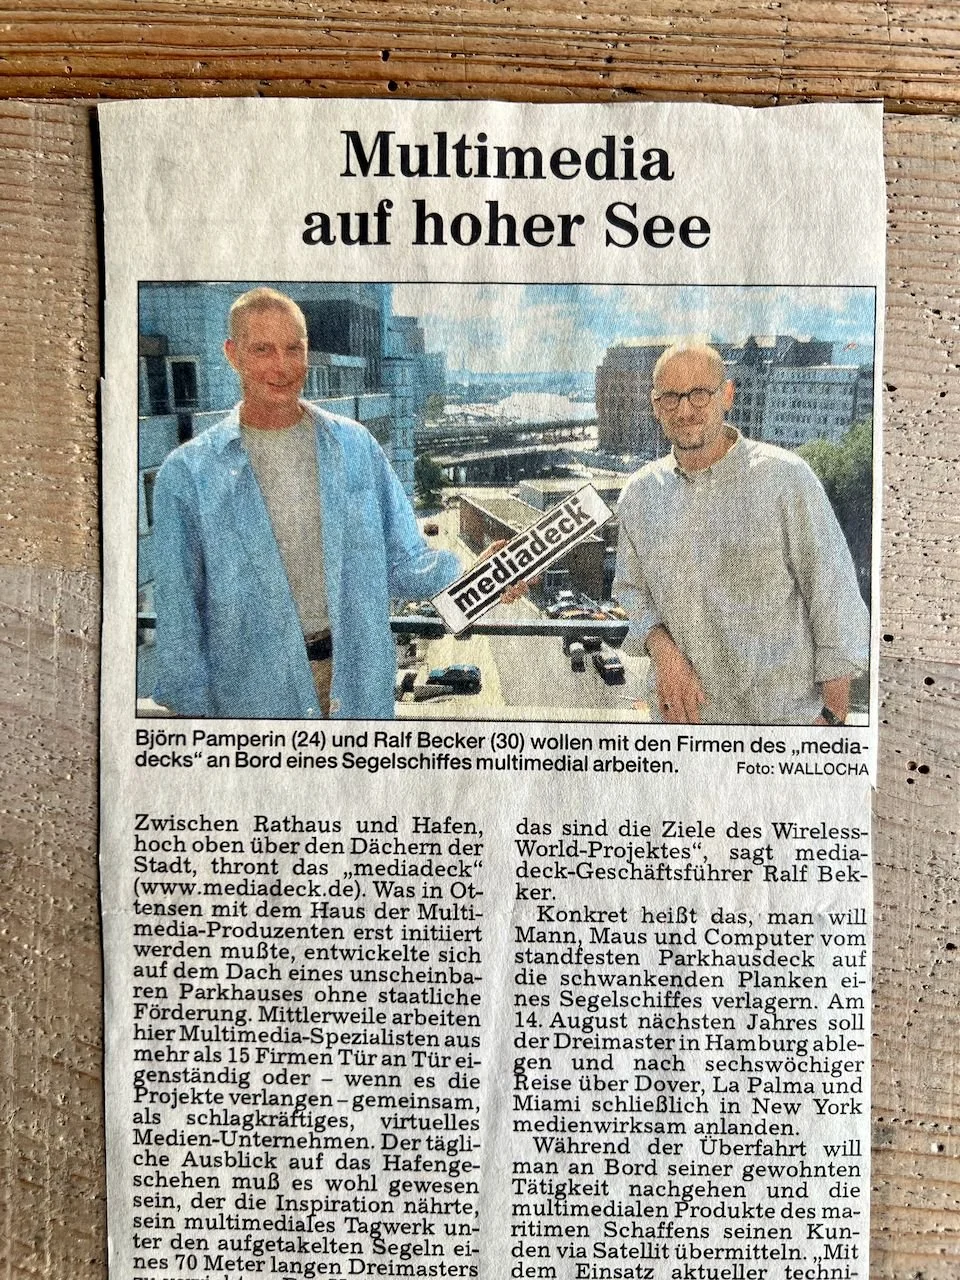 Multimedia
auf hoher See
mediadeck
Björn Pamperin (24) und Ralf Becker (30) wollen mit den Firmen des „media-
decks“ an Bord eines Segelschiffes multimedial arbeiten.
Foto: WALLOCHA
Zwischen Rathaus und Hafen,
hoch oben über den Dächern der
Stadt, thront das „mediadeck“
(www.mediadeck.de). Was in Ot-
tensen mit dem Haus der Multi-
media-Produzenten erst initiiert
werden mußte, entwickelte sich
auf dem Dach eines unscheinba-
ren Parkhauses ohne staatliche
Förderung. Mittlerweile arbeiten
hier Multimedia-Spezialisten aus
mehr als 15 Firmen Tür an Tür ei-
genständig oder – wenn es die
Projekte verlangen – gemeinsam,
als schlagkräftiges, virtuelles
Medien-Unternehmen. Der tägli-
che Ausblick auf das Hafenge-
schehen muß es wohl gewesen
sein, der die Inspiration nährte,
sein multimediales Tagwerk un-
ter den aufgetakelten Segeln ei-
nes 70 Meter langen Dreimasters
das sind die Ziele des Wireless-
World-Projektes“, sagt media-
deck-Geschäftsführer Ralf Bek-
ker.
Konkret heißt das, man will
Mann, Maus und Computer vom
standfesten Parkhausdeck auf
die schwankenden Planken ei-
nes Segelschiffes verlagern. Am
14. August nächsten Jahres soll
der Dreimaster in Hamburg able-
gen und nach sechswöchiger
Reise über Dover, La Palma und
Miami schließlich in New York
medienwirksam anlanden.
Während der Überfahrt will
man an Bord seiner gewohnten
Tätigkeit nachgehen und die
multimedialen Produkte des ma-
ritimen Schaffens seinen Kun-
den via Satellit übermitteln. „Mit
dem Einsatz aktueller techni-